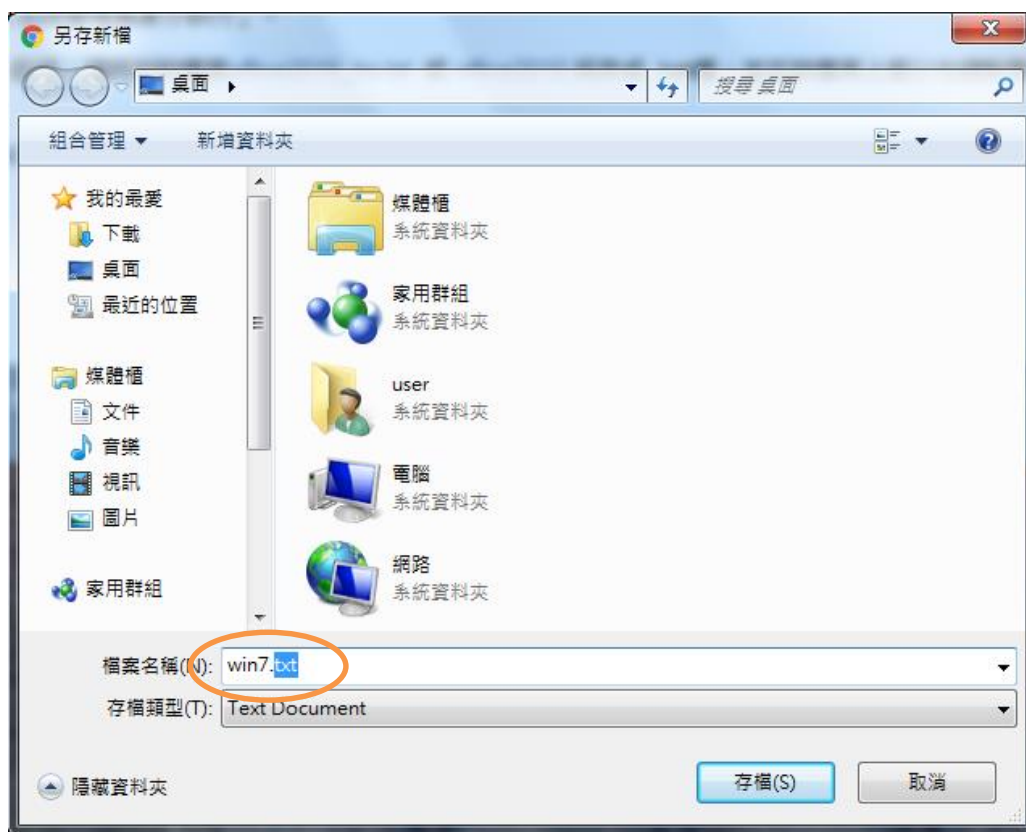 另存新檔
桌面
搜尋 桌面
組合管理
新增資料夾
我的最愛
下載
桌面
最近的位置
媒體櫃
文件
音樂
視訊
圖片
家用群組
媒體櫃
系統資料夾
家用群組
系統資料夾
user
系統資料夾
電腦
系統資料夾
網路
系統資料夾
檔案名稱(N): win7.txt
存檔類型(T): Text Document
隱藏資料夾
存檔(S)
取消